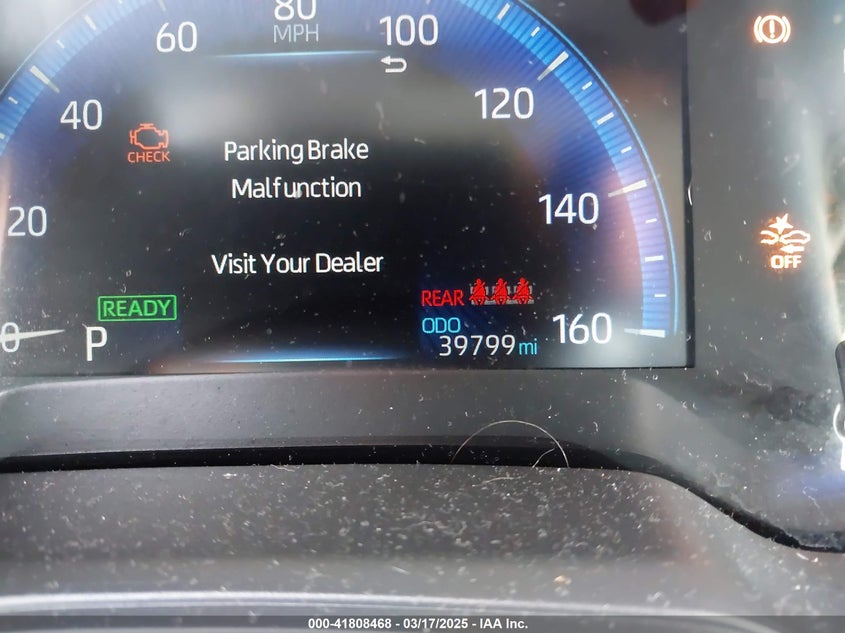 80
MPH
60
100
40
120
CHECK
Parking Brake
Malfunction
20
140
Visit Your Dealer
READY
REAR
ODO
0
P
39799 mi
160
OFF
000-41808468 - 03/17/2025 - IAA Inc.